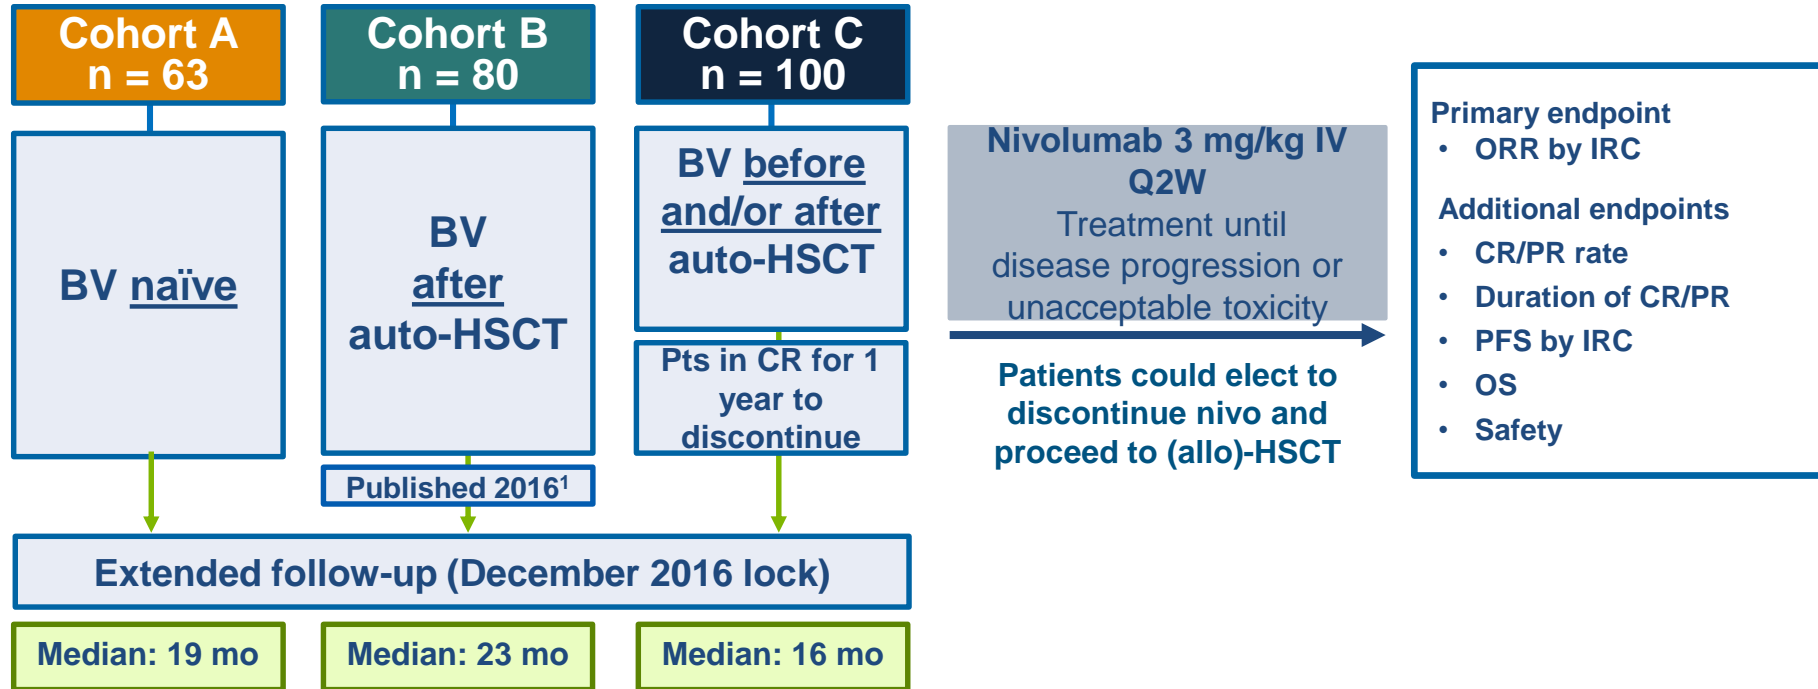 Cohort A
n = 63
BV naïve
Cohort B
n = 80
BV
after
auto-HSCT
Published 2016¹
Cohort C
n = 100
BV before
and/or after
auto-HSCT
Pts in CR for 1
year to
discontinue
Extended follow-up (December 2016 lock)
Median: 19 mo
Median: 23 mo
Median: 16 mo
Nivolumab 3 mg/kg IV
Q2W
Treatment until
disease progression or
unacceptable toxicity
Patients could elect to
discontinue nivo and
proceed to (allo)-HSCT
Primary endpoint
• ORR by IRC
Additional endpoints
• CR/PR rate
• Duration of CR/PR
• PFS by IRC
• OS
• Safety